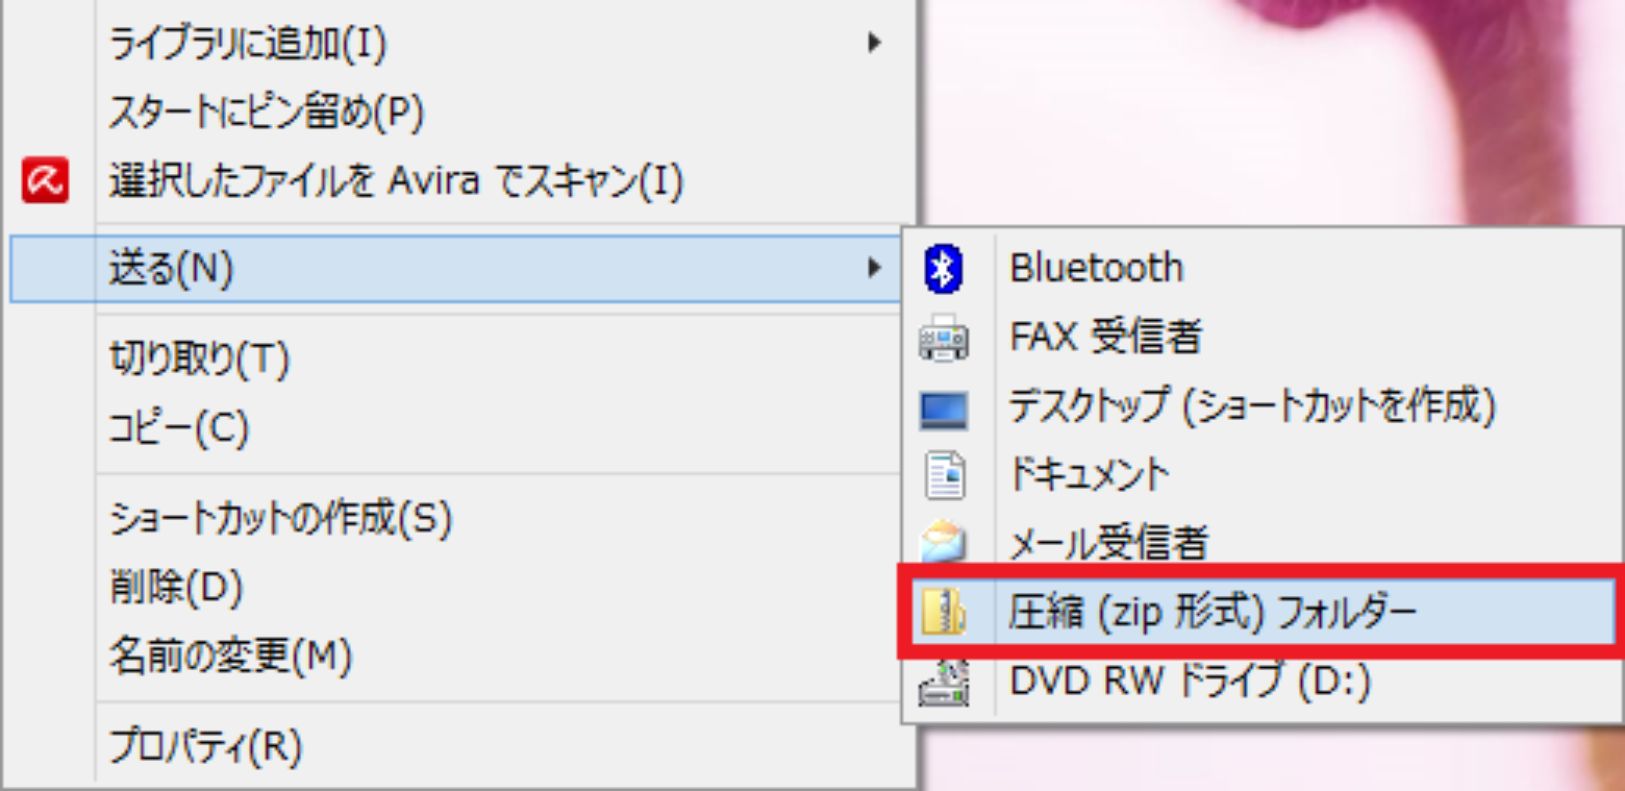 ライブラリに追加(I)
スタートにピン留め(P)
選択したファイルを Avira でスキャン(I)
送る(N)
切り取り(T)
コピー(C)
ショートカットの作成(S)
削除(D)
名前の変更(M)
プロパティ(R)
Bluetooth
FAX 受信者
デスクトップ (ショートカットを作成)
ドキュメント
メール受信者
圧縮 (zip 形式) フォルダー
DVD RW ドライブ (D:)